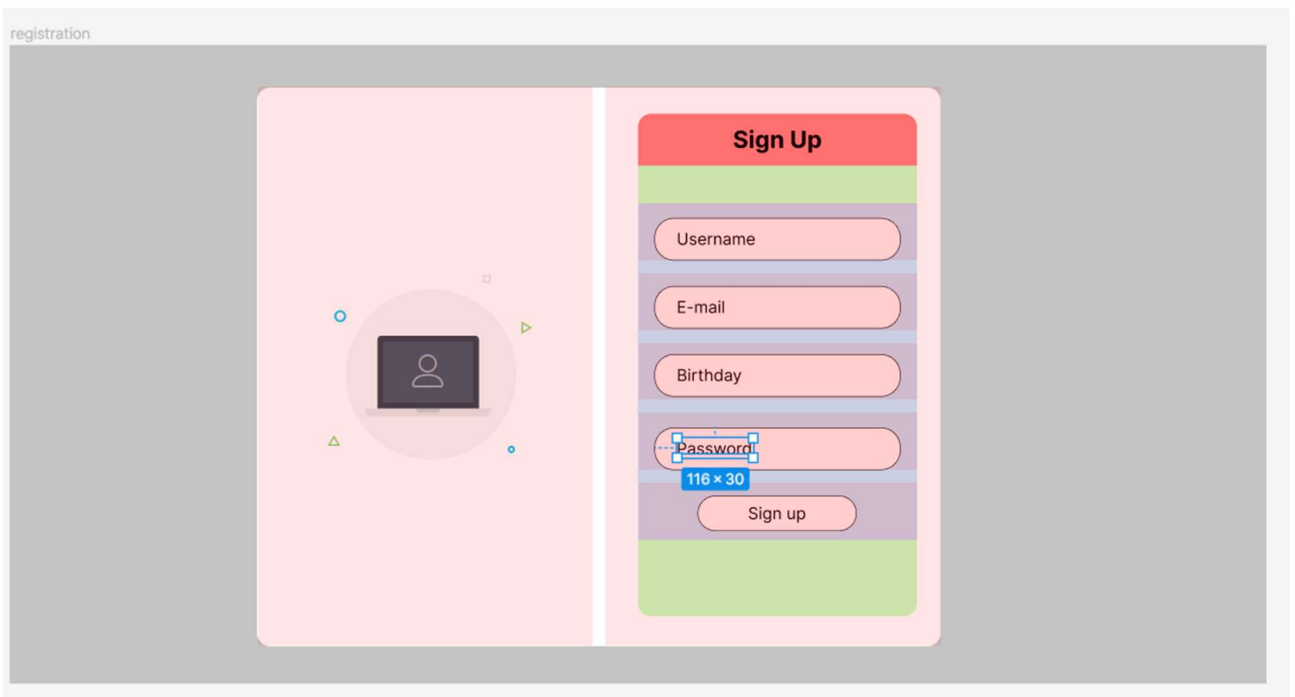 registration
Sign Up
Username
E-mail
Birthday
Password
116 × 30
Sign up